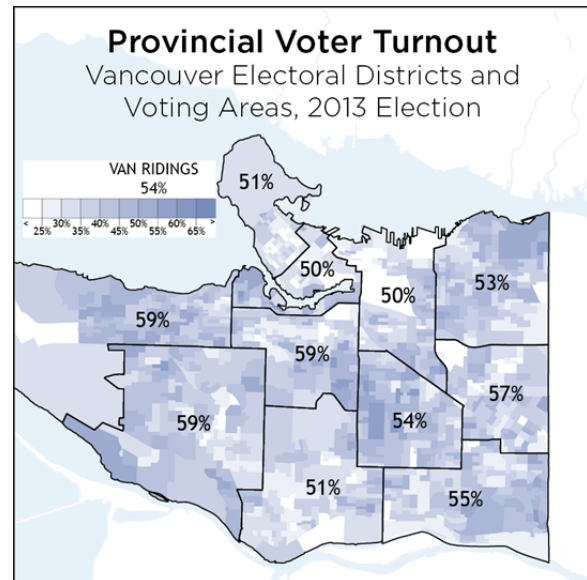 Provincial Voter Turnout
Vancouver Electoral Districts and
Voting Areas, 2013 Election
VAN RIDINGS
54%
< 30% 40% 50% 60% >
25% 35% 45% 55% 65%
51%
50%
50%
53%
59%
59%
57%
59%
54%
51%
55%